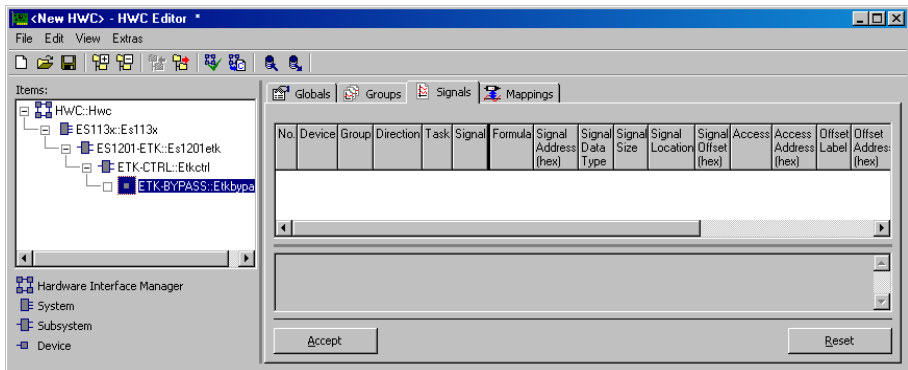 <New HWC> - HWC Editor *
File Edit View Extras
Items:
HWC::Hwc
ES113x::Es113x
ES1201-ETK::Es1201etk
ETK-CTRL::Etkctrl
ETK-BYPASS::Etkbypa
Hardware Interface Manager
System
Subsystem
Device
Globals Groups Signals Mappings
No. Device Group Direction Task Signal Formula Signal Signal Signal Signal Signal Access Access Offset Offset
Address Data Size Location Offset Address Label Addres
(hex) Type (hex) (hex) (hex)
Accept Reset